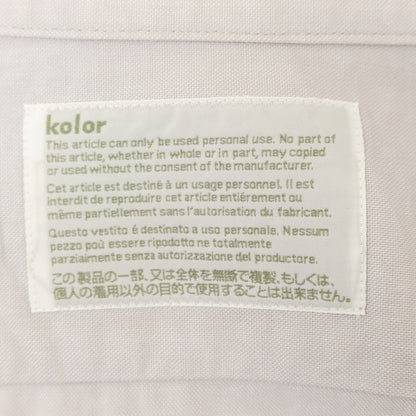 kolor
This article can only be used personal use. No part of
this article, whether in whole or in part, may copied
or used without the consent of the manufacturer.
Cet article est destiné à un usage personnel. Il est
interdit de reproduire cet article entiérement ou
même partiellement sans l'autorisation du fabricant.
Questo vestito é destinato a uso personale. Nessum
pezzo poù essere ripodotto ne totalmente
parziaimente senza autorizzazione del productore.
この製品の一部、又は全体を無断で複製、もしくは、
個人の着用以外の目的で使用することは出来ません。